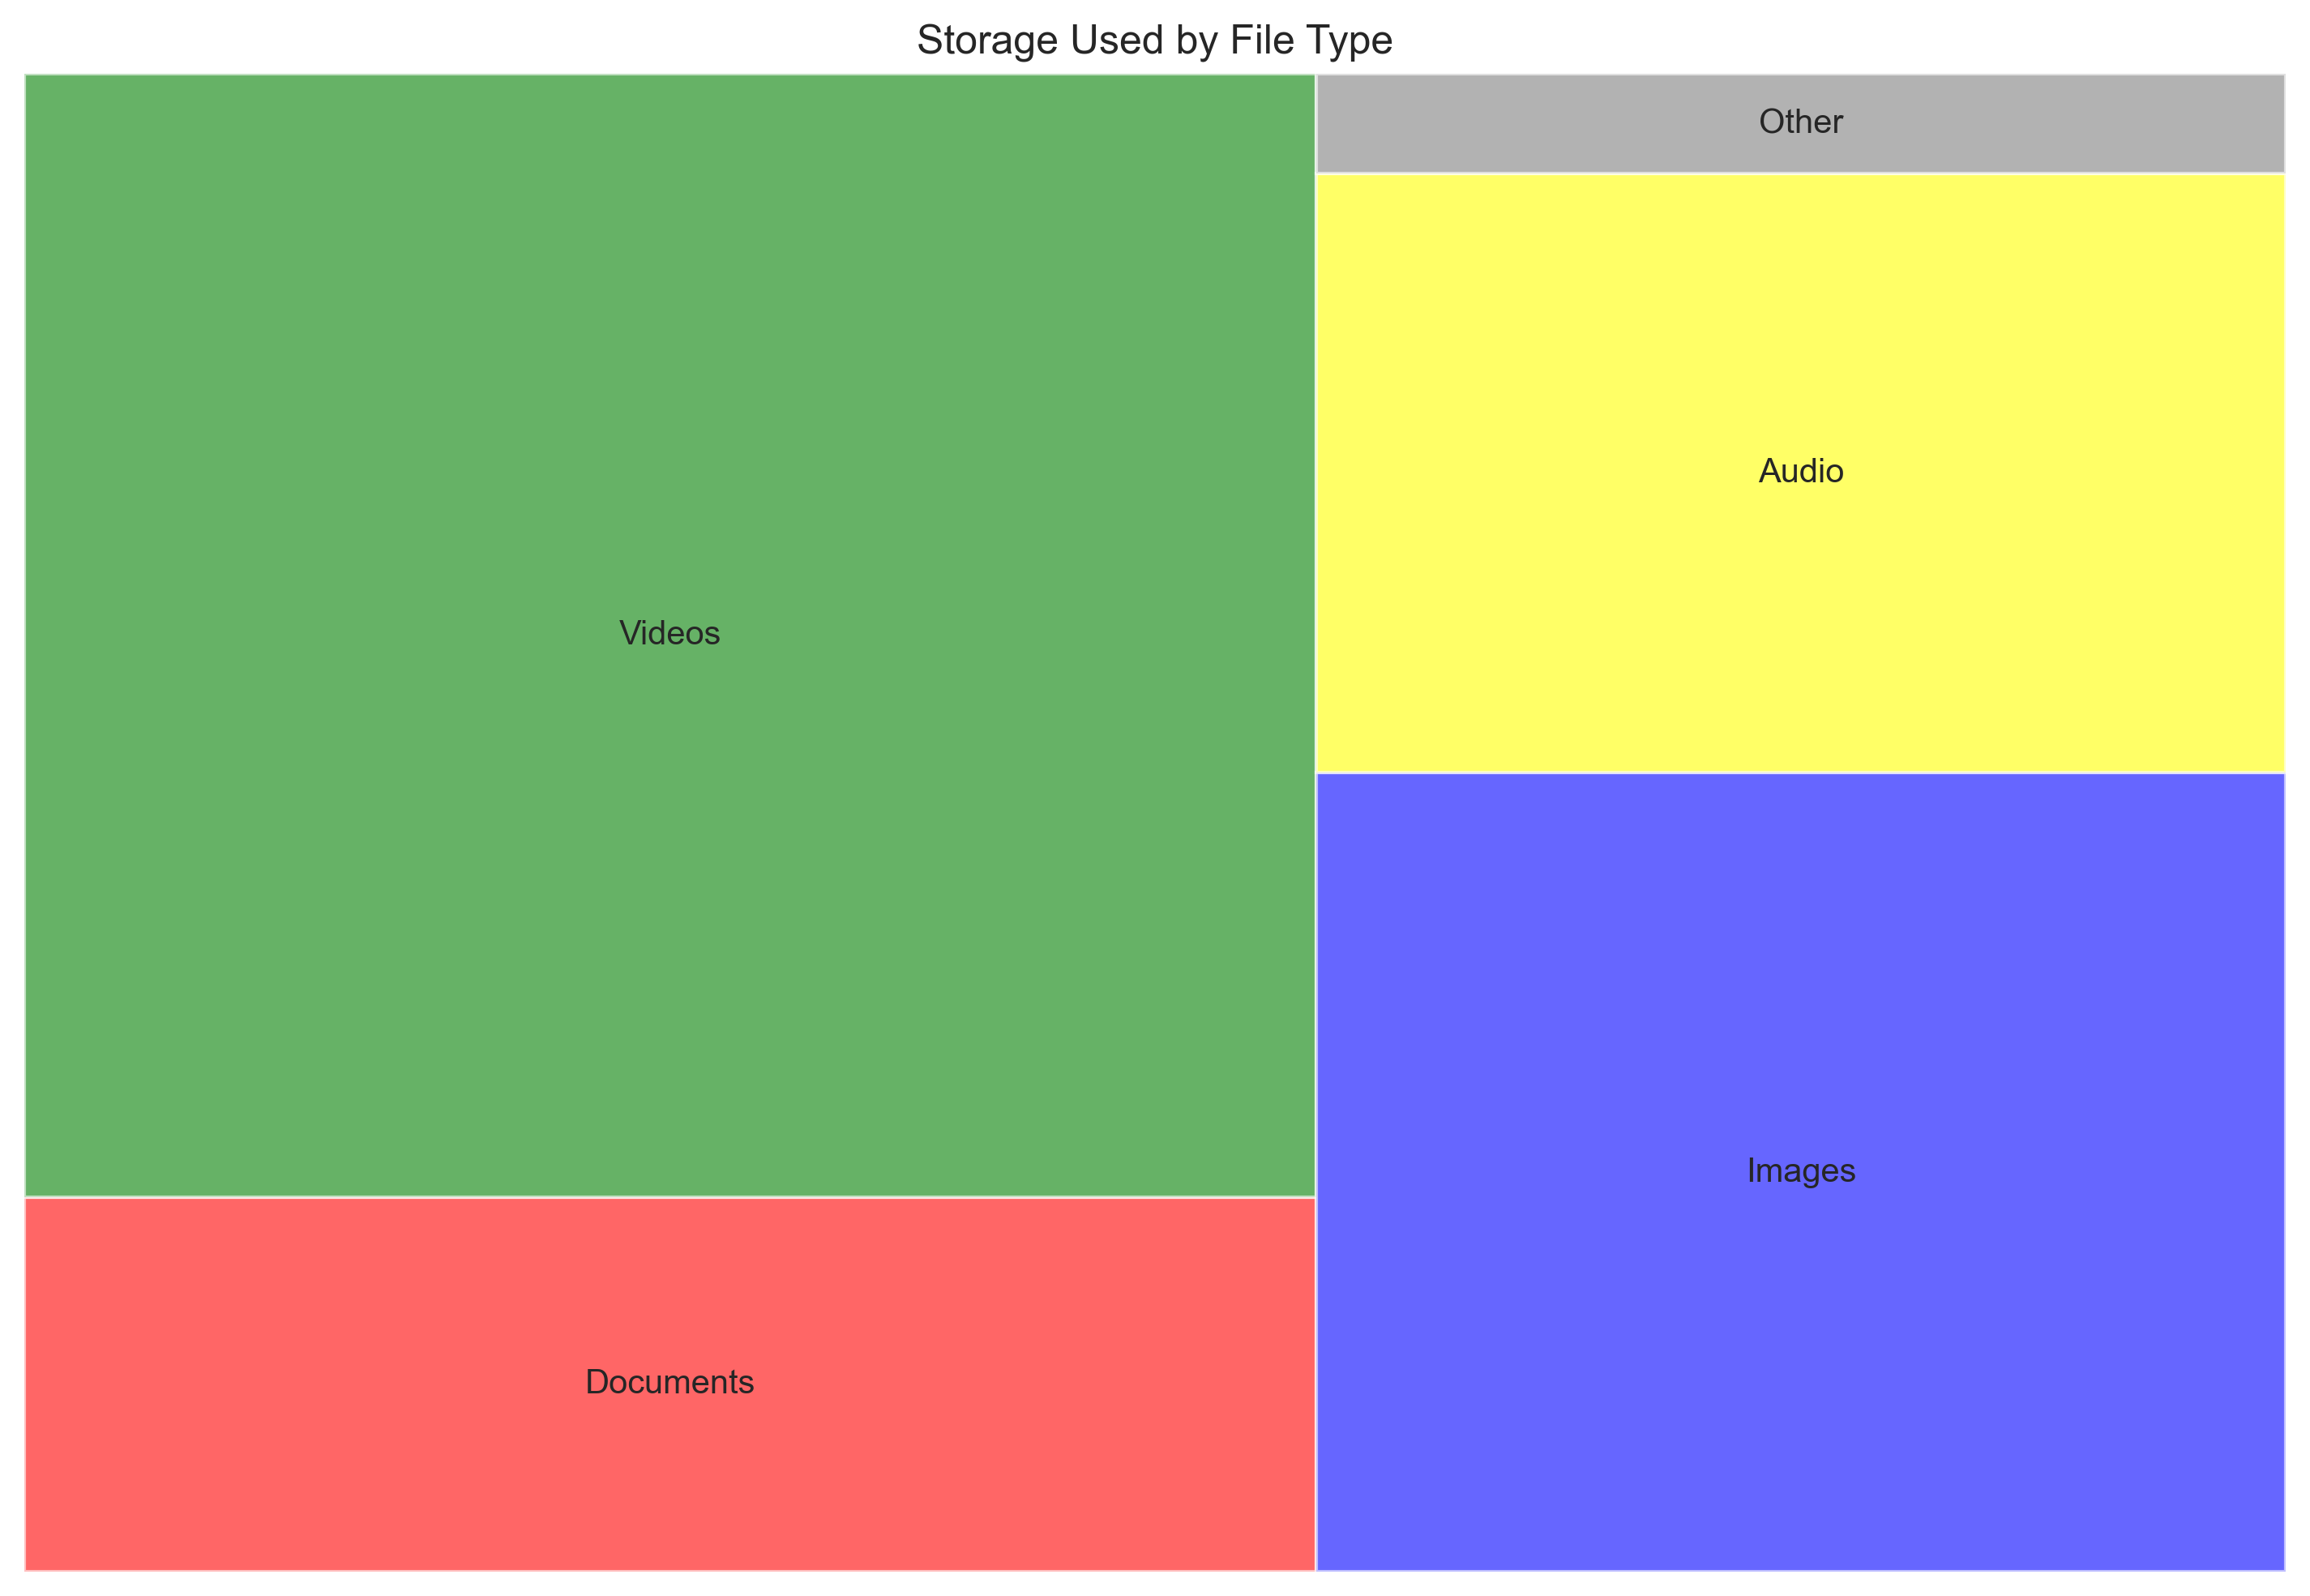 Storage Used by File Type
Other
Audio
Videos
Images
Documents